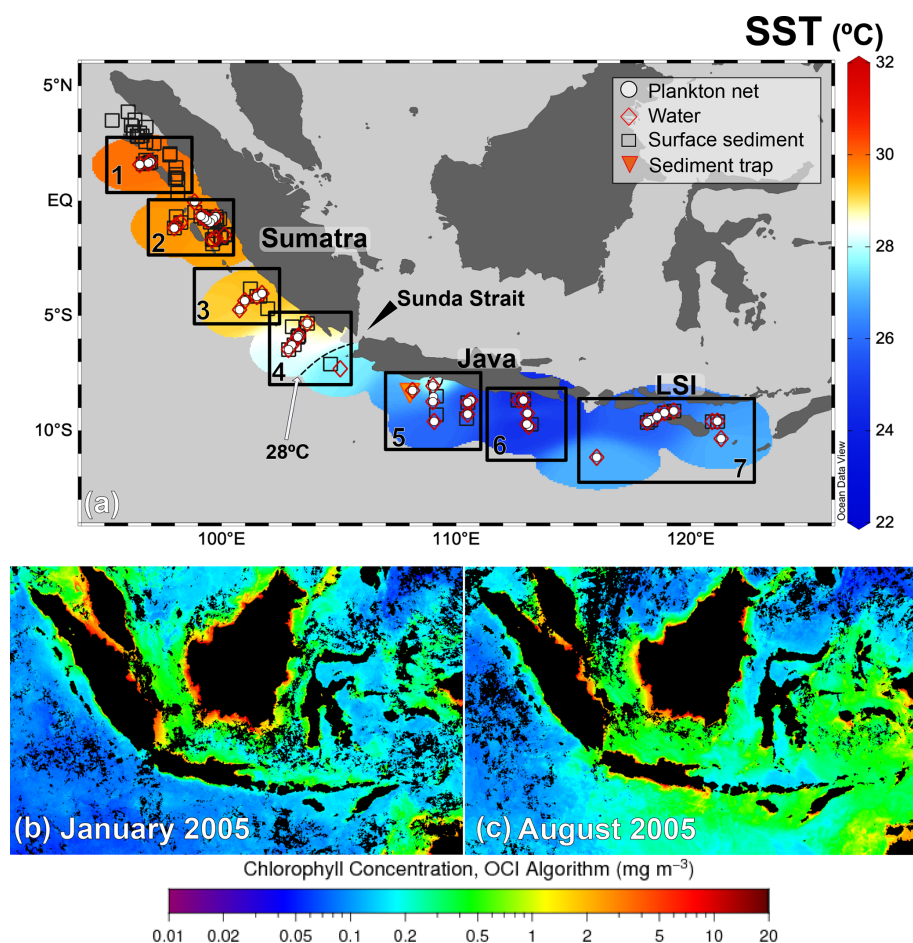 SST (ºC)
5°N
EQ
5°S
10°S
100°E
110°E
120°E
Plankton net
Water
Surface sediment
Sediment trap
1
2
3
4
5
6
7
Sumatra
Sunda Strait
Java
LSI
28ºC
(a)
32
30
28
26
24
22
Ocean Data View
(b) January 2005
(c) August 2005
Chlorophyll Concentration, OCI Algorithm (mg m⁻³)
0.01 0.02 0.05 0.1 0.2 0.5 1 2 5 10 20